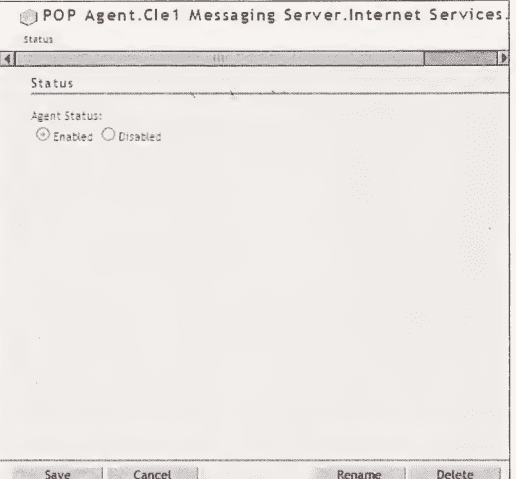 POP Agent.Cle1 Messaging Server.Internet Services.
Status
Status
Agent Status:
Enabled Disabled
Save Cancel Rename Delete